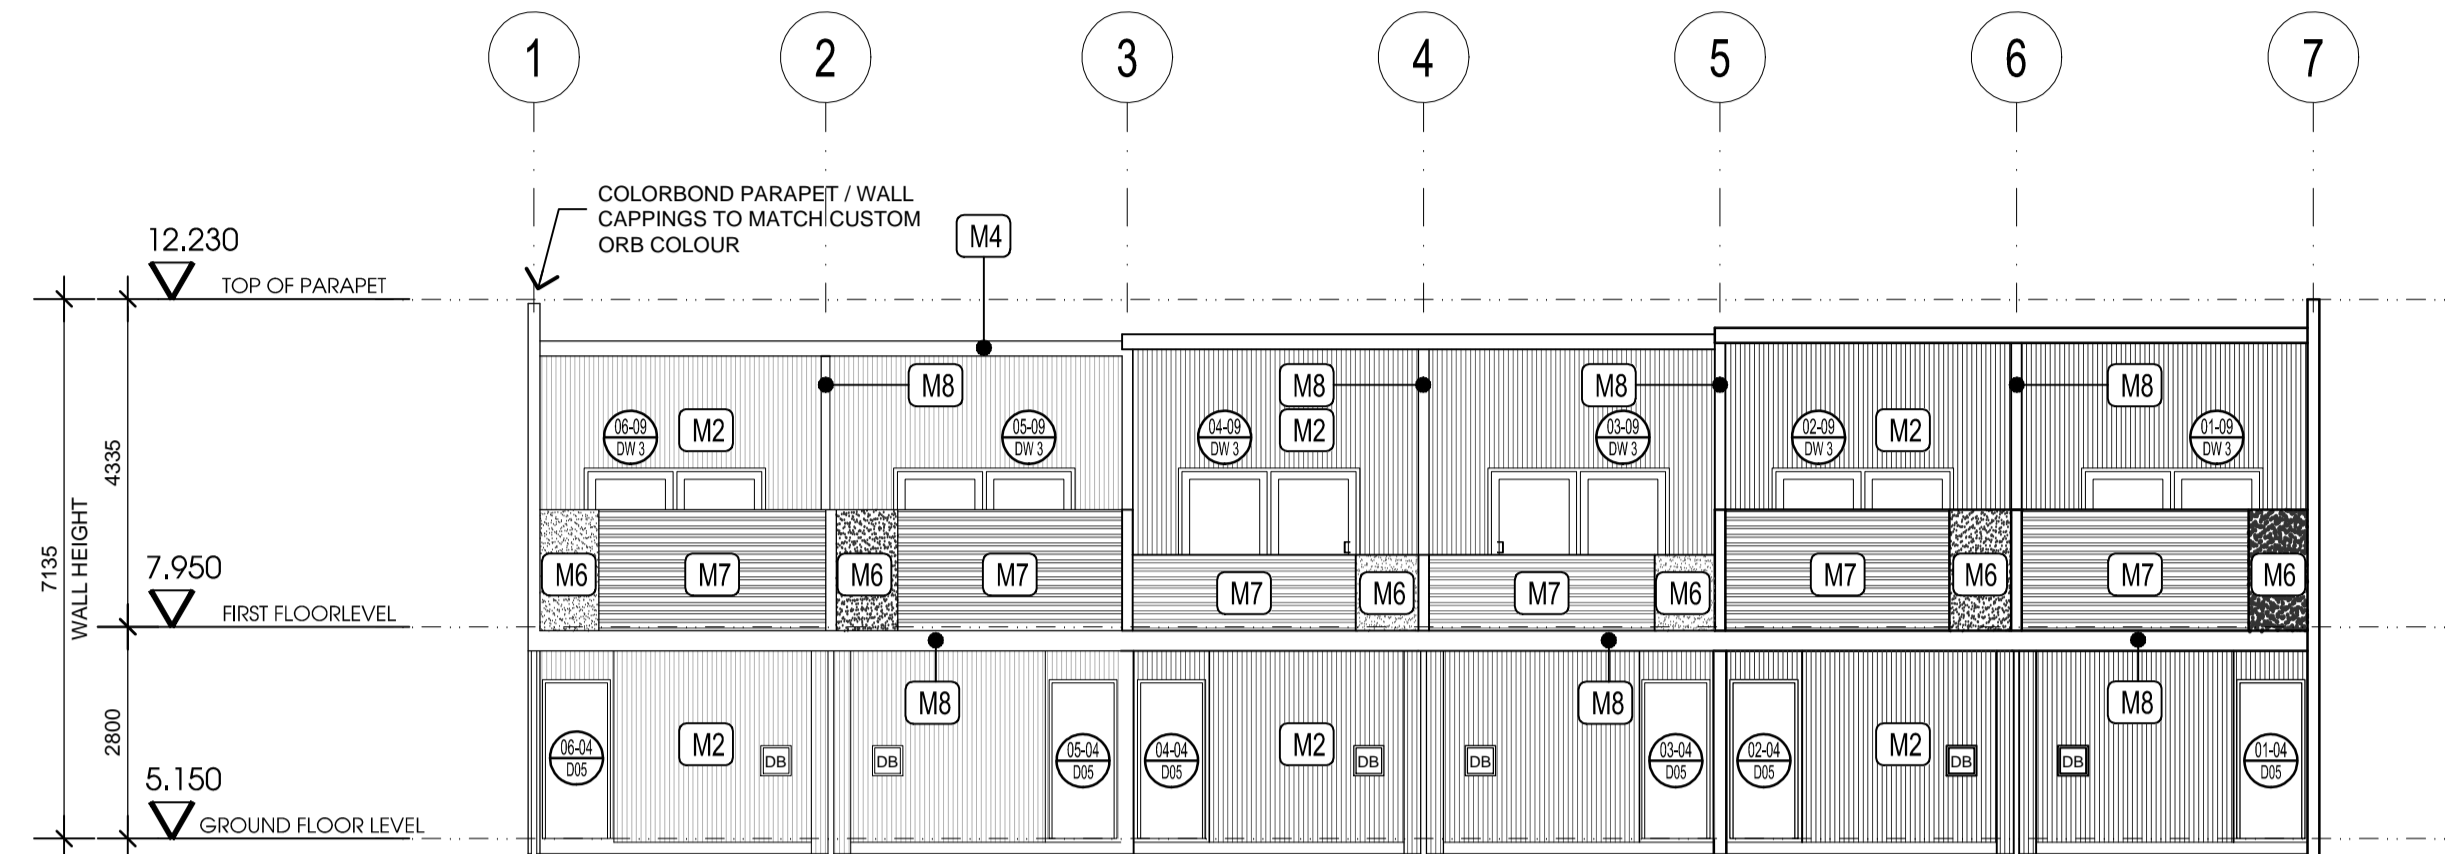 1 2 3 4 5 6 7
COLORBOND PARAPET / WALL
CAPPINGS TO MATCH CUSTOM
ORB COLOUR
M4
12.230
TOP OF PARAPET
M8 M8 M8 M8
06-09
DW 3
M2
05-09
DW 3
04-09
DW 3
M2
03-09
DW 3
02-09
DW 3
M2
01-09
DW 3
4335
7135
WALL HEIGHT
7.950
FIRST FLOORLEVEL
M6 M7 M6 M7 M7 M6 M7 M6 M7 M6 M7 M6
M8 M8 M8
2800
5.150
GROUND FLOOR LEVEL
06-04
D05
M2
DB
DB
05-04
D05
04-04
D05
M2
DB
DB
03-04
D05
02-04
D05
M2
DB
DB
01-04
D05